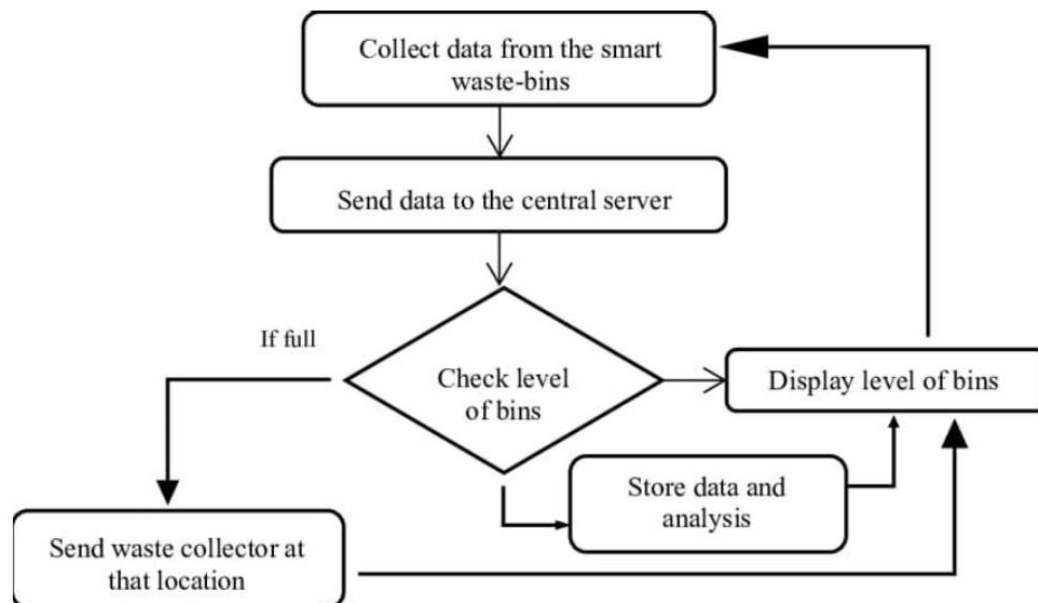 Collect data from the smart
waste-bins
Send data to the central server
If full
Check level
of bins
Display level of bins
Store data and
analysis
Send waste collector at
that location